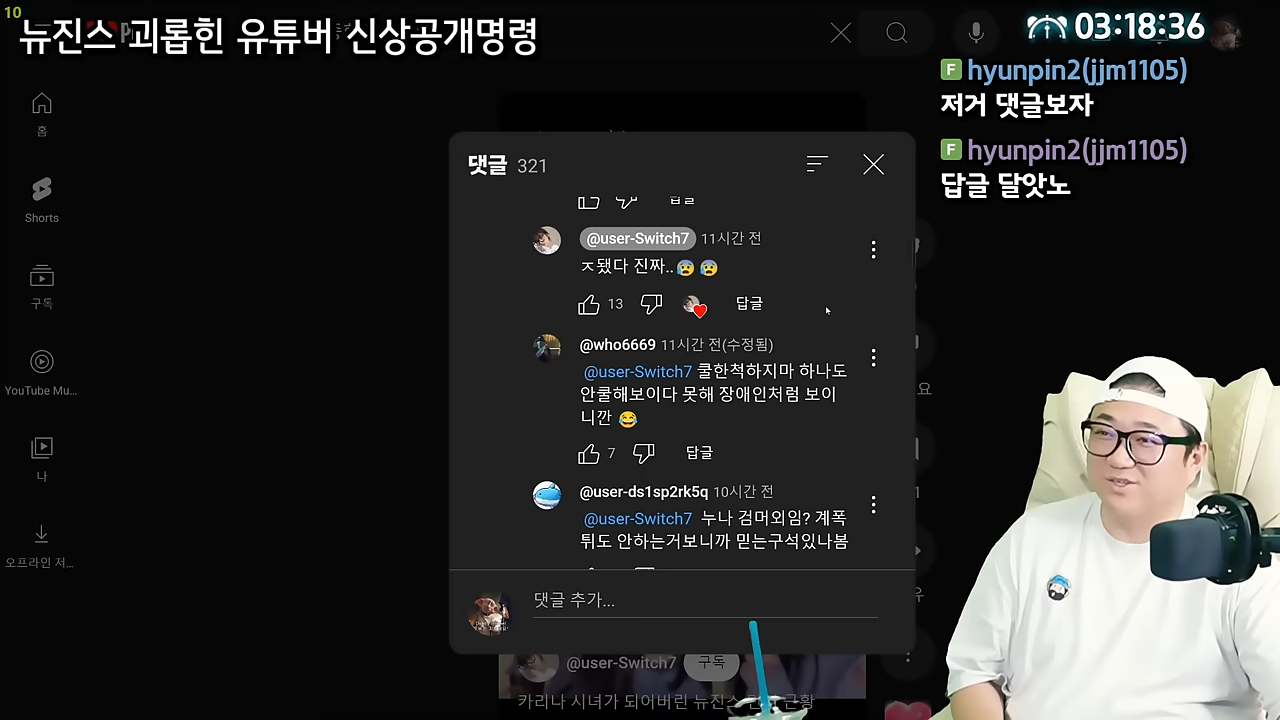 10
뉴진스 괴롭힌 유튜버 신상공개명령
03:18:36
F hyunpin2(jjm1105)
저거 댓글보자
F hyunpin2(jjm1105)
답글 달앗노
홈
Shorts
구독
YouTube Mu...
나
오프라인 저...
댓글 321
답글
@user-Switch7 11시간 전
ㅈ됐다 진짜..😰😰
13 답글
@who6669 11시간 전(수정됨)
@user-Switch7 쿨한척하지마 하나도
안쿨해보이다 못해 장애인처럼 보이
니깐 😂
7 답글
@user-ds1sp2rk5q 10시간 전
@user-Switch7 누나 검머외임? 계폭
튀도 안하는거보니까 믿는구석있나봄
댓글 추가...
@user-Switch7 구독
카리나 시녀가 되어버린 뉴진스
근황